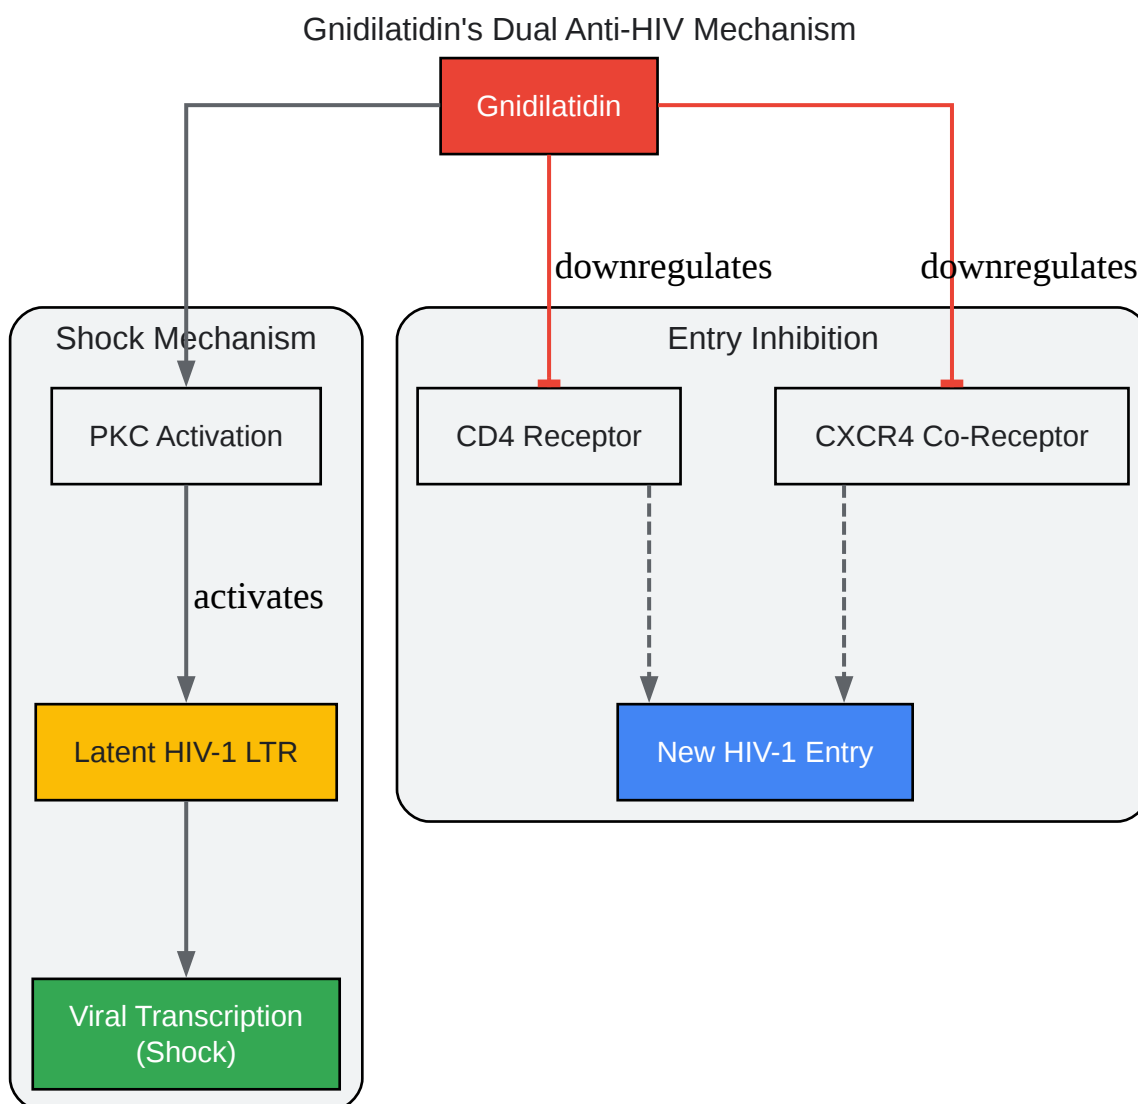 Gnidilatidin's Dual Anti-HIV Mechanism
Gnidilatidin
downregulates
downregulates
Shock Mechanism
Entry Inhibition
PKC Activation
CD4 Receptor
CXCR4 Co-Receptor
activates
Latent HIV-1 LTR
New HIV-1 Entry
Viral Transcription
(Shock)